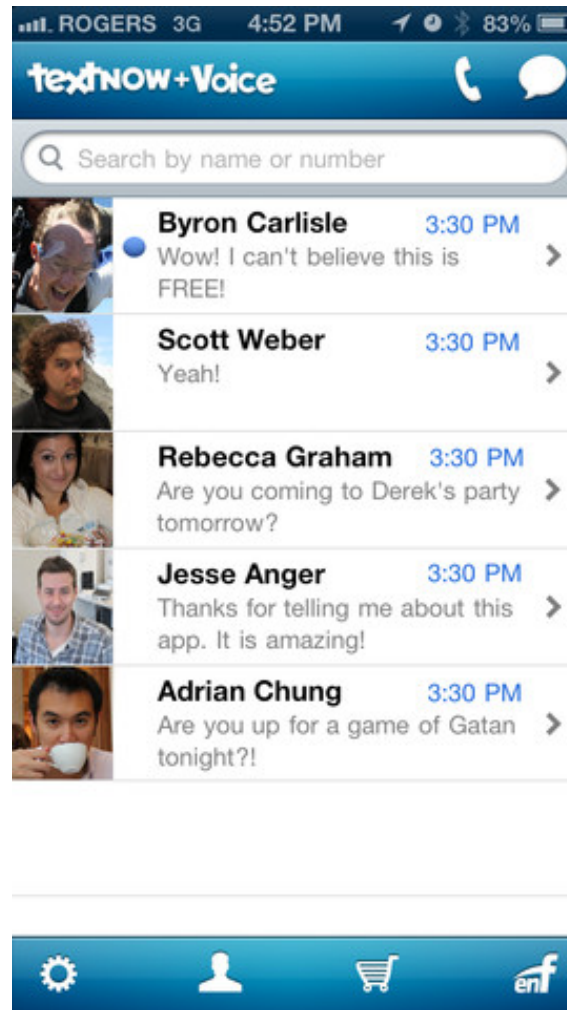 ROGERS 3G 4:52 PM 83%
textNOW+Voice
Search by name or number
Byron Carlisle 3:30 PM
Wow! I can't believe this is
FREE!
Scott Weber 3:30 PM
Yeah!
Rebecca Graham 3:30 PM
Are you coming to Derek's party
tomorrow?
Jesse Anger 3:30 PM
Thanks for telling me about this
app. It is amazing!
Adrian Chung 3:30 PM
Are you up for a game of Gatan
tonight?!
enf